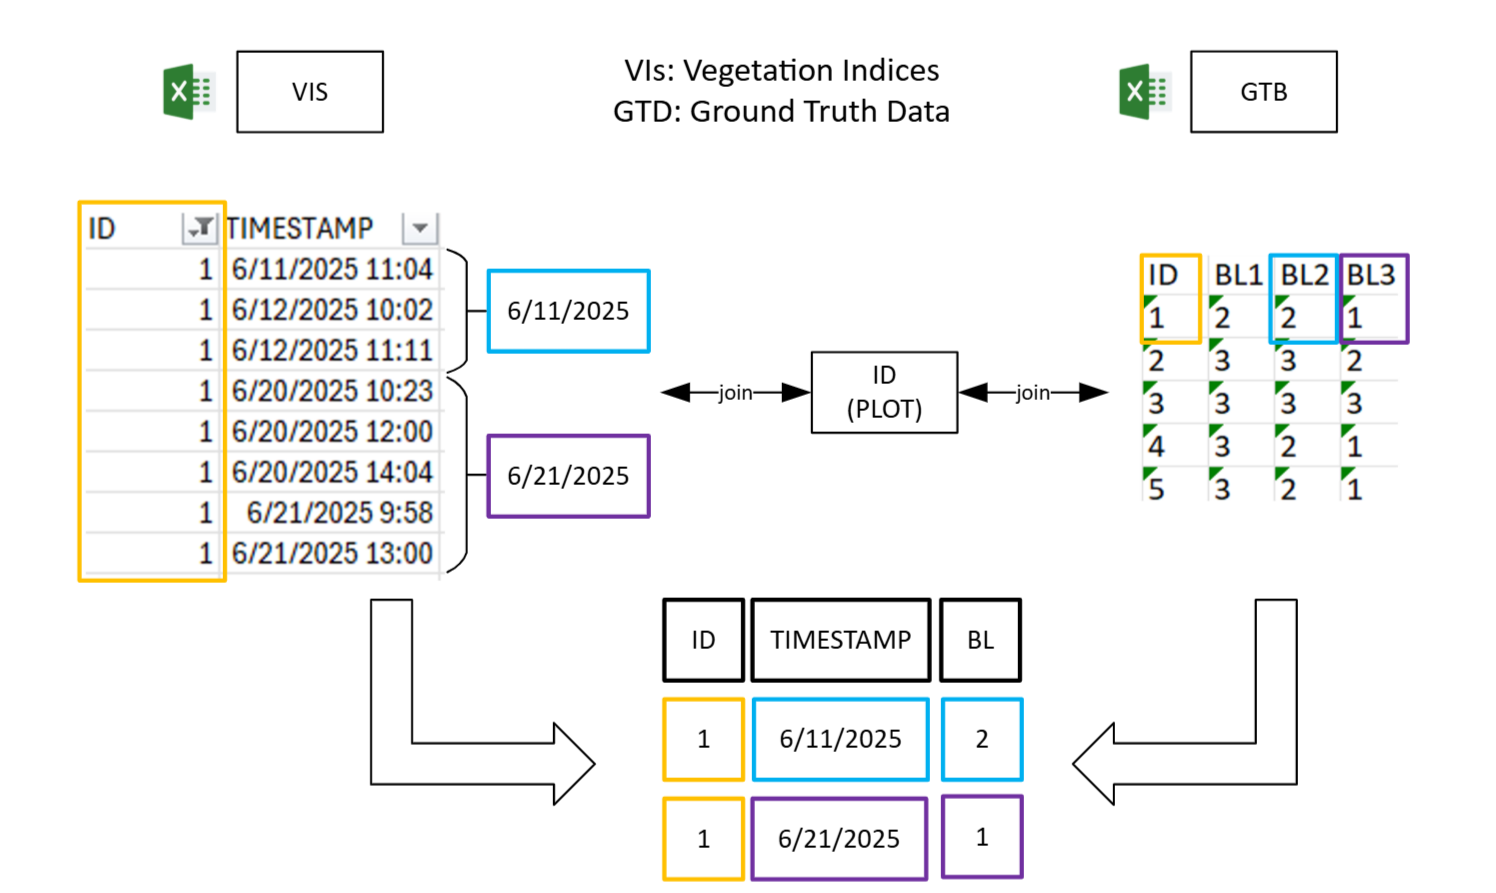 VIS
VIs: Vegetation Indices
GTD: Ground Truth Data
GTB
ID TIMESTAMP
1 6/11/2025 11:04
1 6/12/2025 10:02
1 6/12/2025 11:11
1 6/20/2025 10:23
1 6/20/2025 12:00
1 6/20/2025 14:04
1 6/21/2025 9:58
1 6/21/2025 13:00
6/11/2025
6/21/2025
join
ID
(PLOT)
join
ID BL1 BL2 BL3
1 2 2 1
2 3 3 2
3 3 3 3
4 3 2 1
5 3 2 1
ID TIMESTAMP BL
1 6/11/2025 2
1 6/21/2025 1